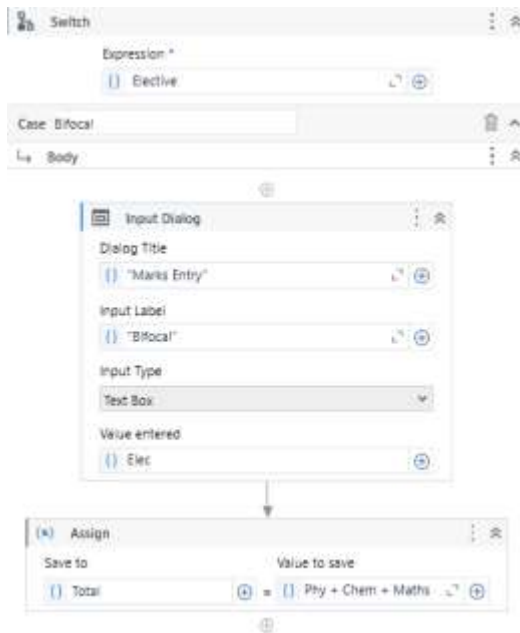 Switch
Expression *
Elective
Case Bifocal
Body
Input Dialog
Dialog Title
"Marks Entry"
Input Label
"Bifocal"
Input Type
Text Box
Value entered
Elec
Assign
Save to Value to save
Total = Phy + Chem + Maths